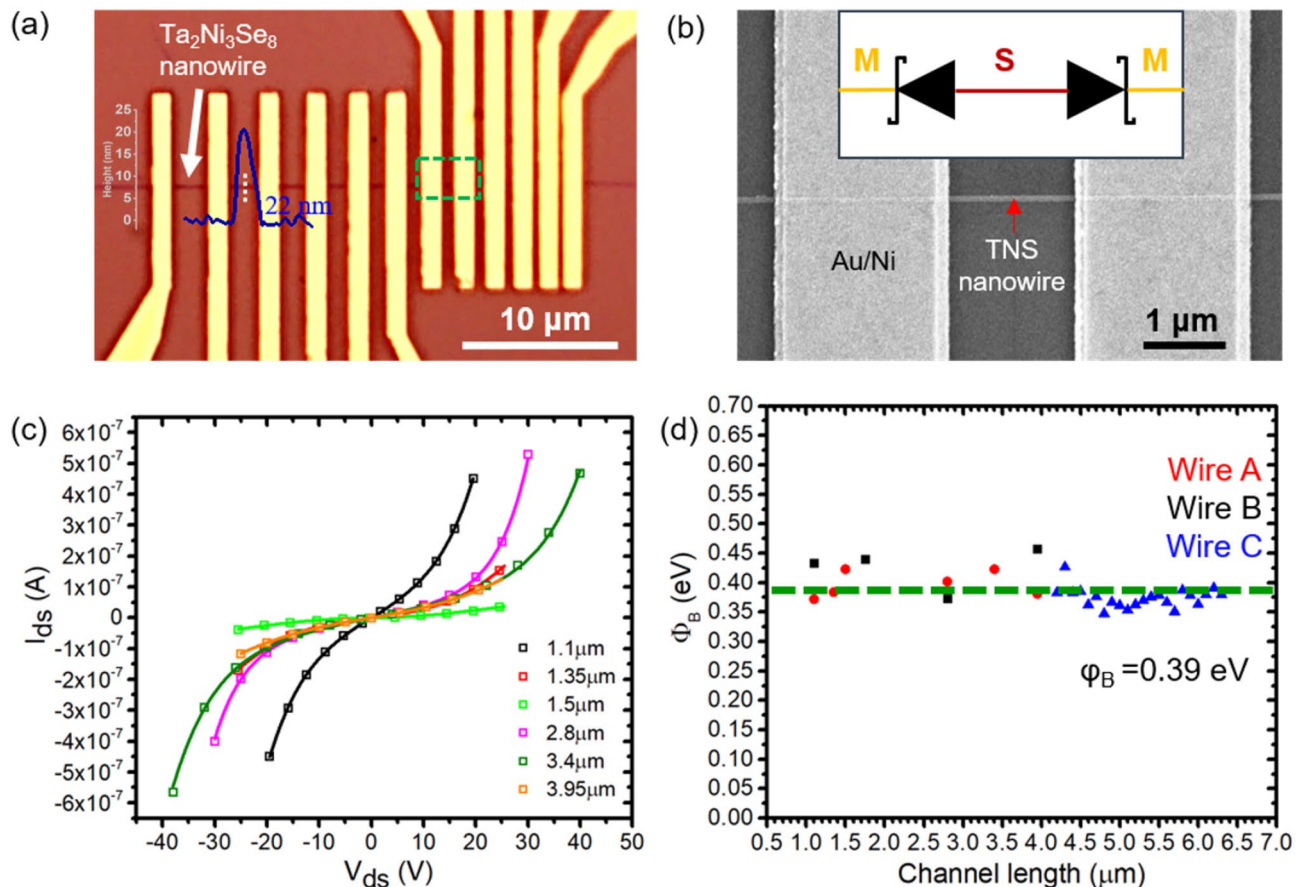 (a)
Ta₂Ni₃Se₈
nanowire
Height (nm)
25
20
15
10
5
0
22 nm
10 µm
(b)
M
S
M
Au/Ni
TNS
nanowire
1 µm
(c)
6x10⁻⁷
5x10⁻⁷
4x10⁻⁷
3x10⁻⁷
2x10⁻⁷
1x10⁻⁷
0
-1x10⁻⁷
-2x10⁻⁷
-3x10⁻⁷
-4x10⁻⁷
-5x10⁻⁷
-6x10⁻⁷
I_ds (A)
1.1µm
1.35µm
1.5µm
2.8µm
3.4µm
3.95µm
-40 -30 -20 -10 0 10 20 30 40 50
V_ds (V)
(d)
0.70
0.65
0.60
0.55
0.50
0.45
0.40
0.35
0.30
0.25
0.20
0.15
0.10
0.05
0.00
Φ_B (eV)
Wire A
Wire B
Wire C
φ_B =0.39 eV
0.5 1.0 1.5 2.0 2.5 3.0 3.5 4.0 4.5 5.0 5.5 6.0 6.5 7.0
Channel length (µm)